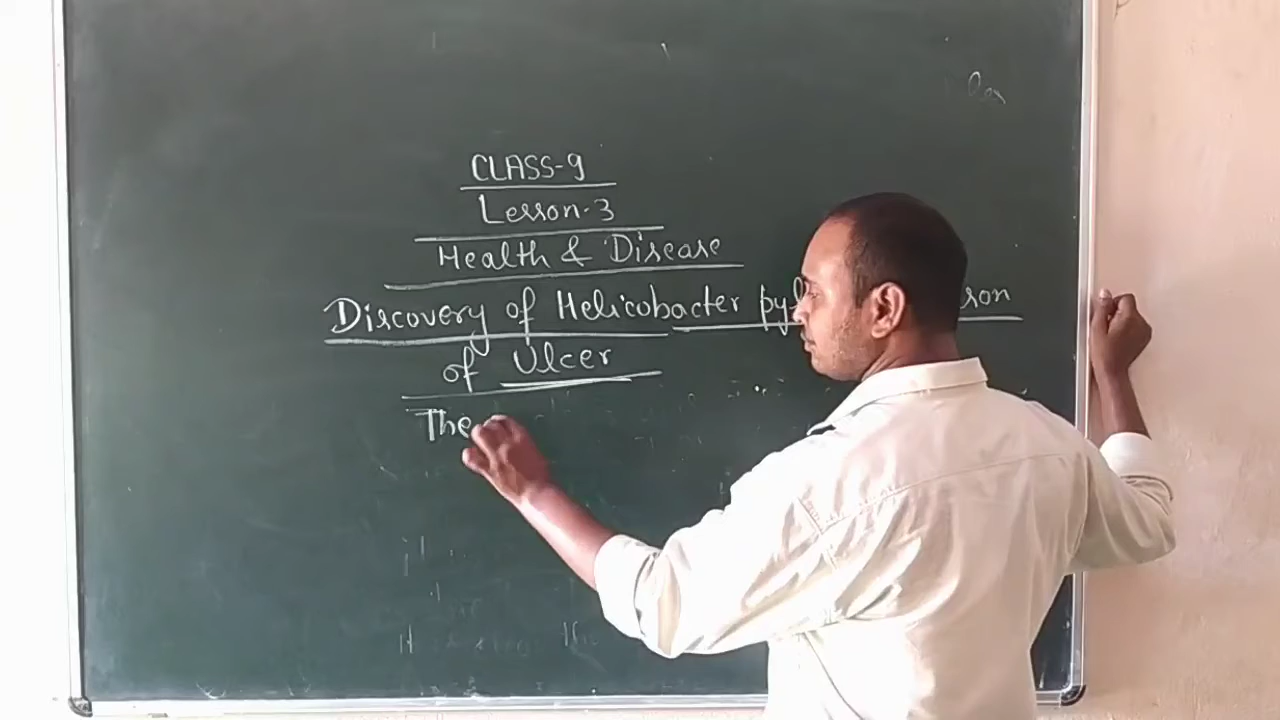 CLASS-9
Lesson-3
Health & Disease
Discovery of Helicobacter
of Ulcer
The